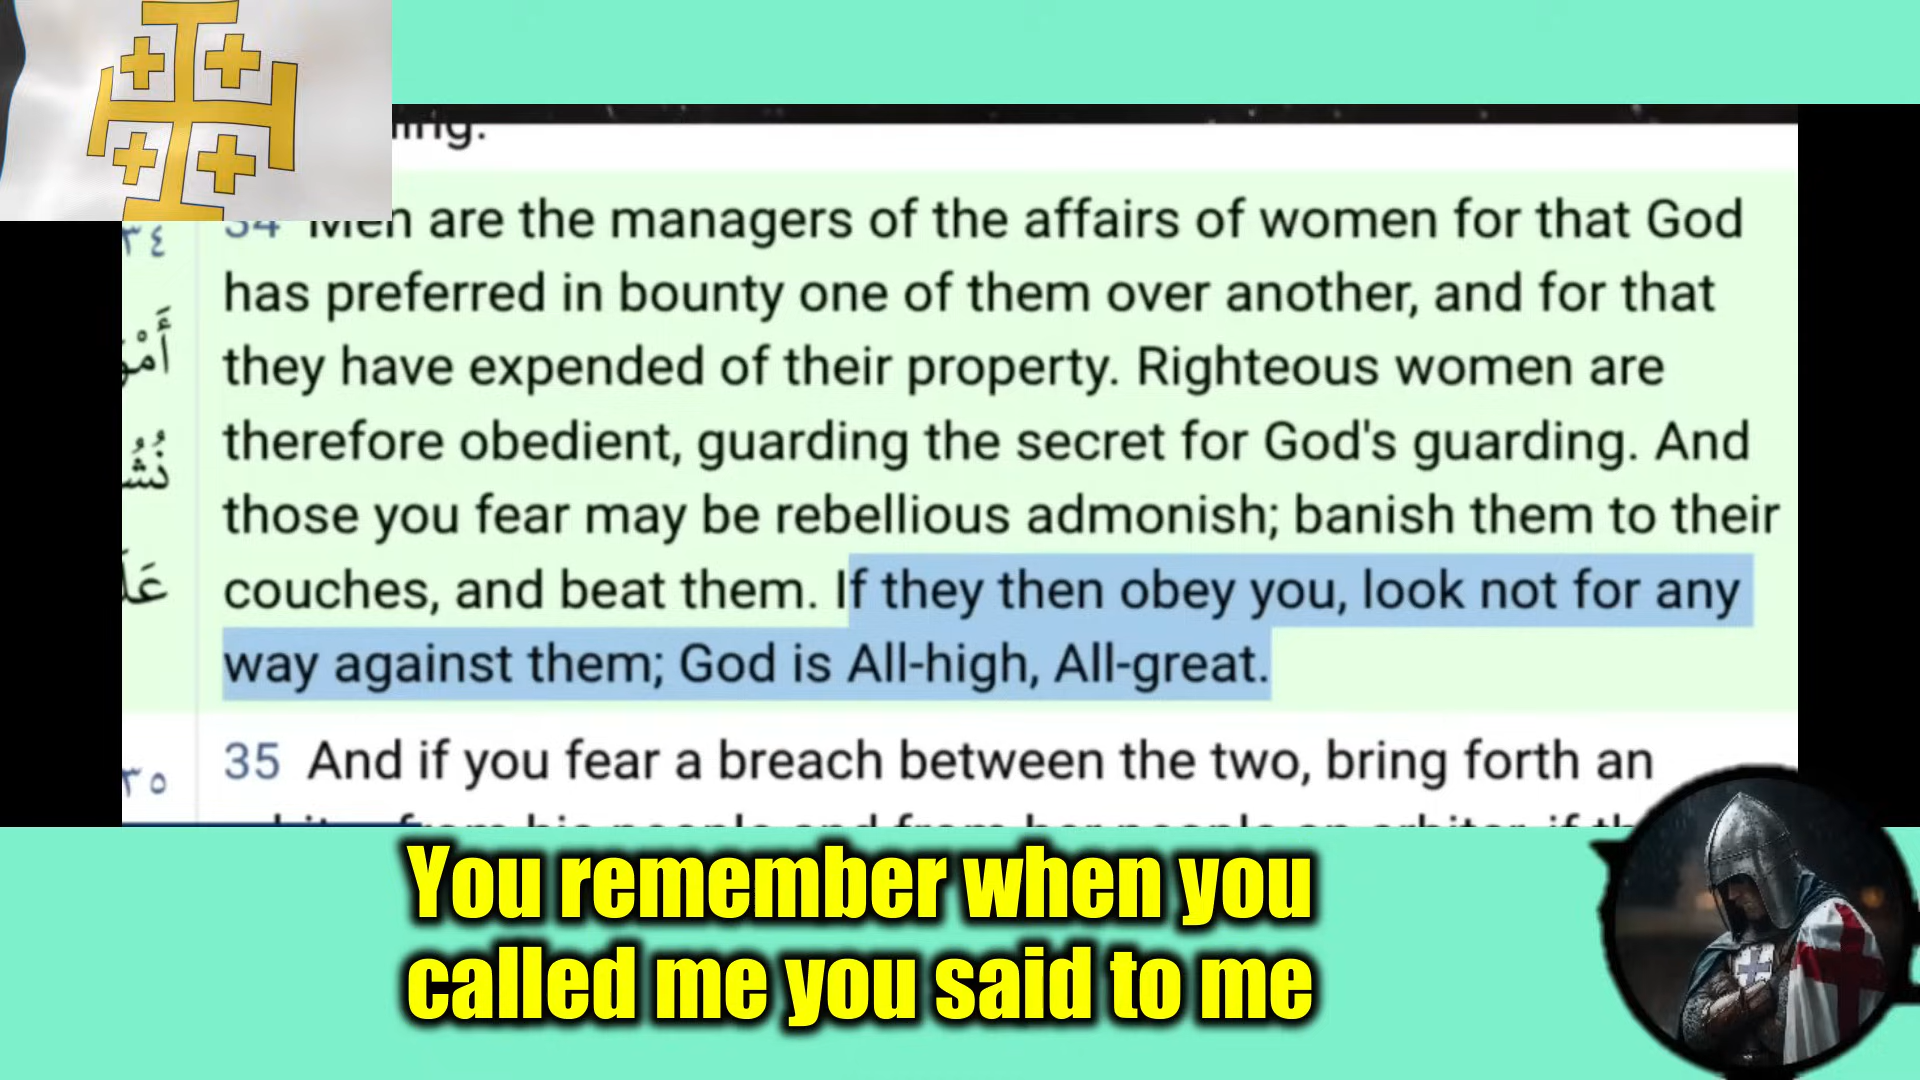 34 Men are the managers of the affairs of women for that God
has preferred in bounty one of them over another, and for that
they have expended of their property. Righteous women are
therefore obedient, guarding the secret for God's guarding. And
those you fear may be rebellious admonish; banish them to their
couches, and beat them. If they then obey you, look not for any
way against them; God is All-high, All-great.
35 And if you fear a breach between the two, bring forth an
٣٤
أَمْوَ
نُشُ
عَلَ
٣٥
You remember when you
called me you said to me